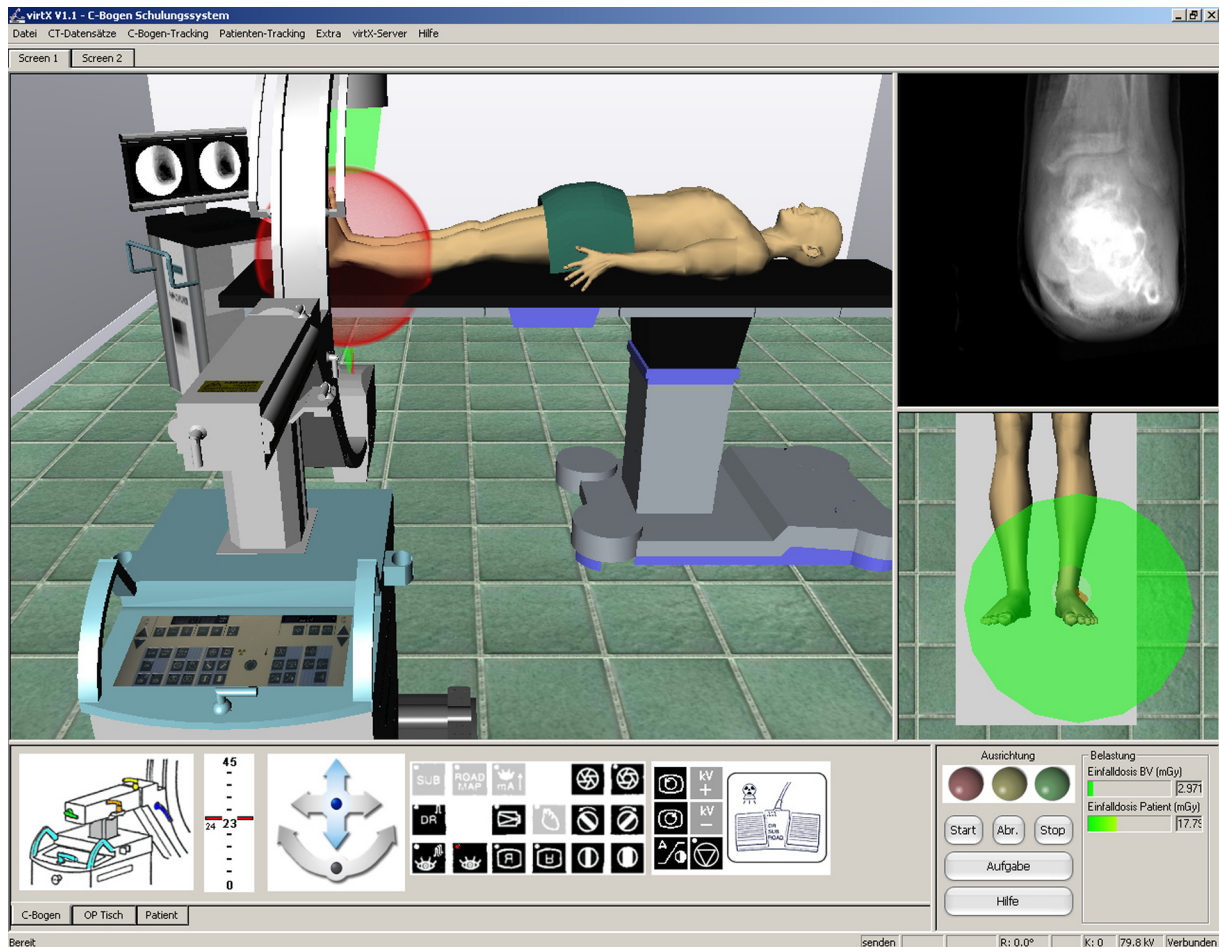 virtX V1.1 - C-Bogen Schulungssystem
Datei CT-Datensätze C-Bogen-Tracking Patienten-Tracking Extra virtX-Server Hilfe
Screen 1 Screen 2
45
24 23
0
SUB ROAD MAP mA
DR
kV +
kV −
A
DR
SUB
ROAD
C-Bogen OP Tisch Patient
Ausrichtung
Start Abr. Stop
Aufgabe
Hilfe
Belastung
Einfalldosis BV (mGy)
2.971
Einfalldosis Patient (mGy)
17.79
Bereit senden R: 0.0° K: 0 79.8 kV Verbunden